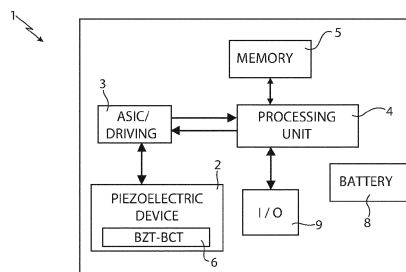 1
5
MEMORY
3
4
ASIC/
DRIVING
PROCESSING
UNIT
2
PIEZOELECTRIC
DEVICE
BZT-BCT
6
I / O
9
BATTERY
8